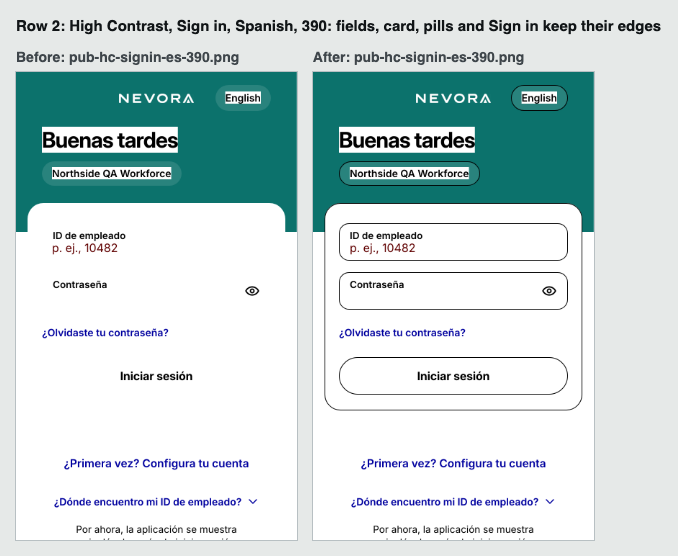 Row 2: High Contrast, Sign in, Spanish, 390: fields, card, pills and Sign in keep their edges
Before: pub-hc-signin-es-390.png
NEVORA
English
Buenas tardes
Northside QA Workforce
ID de empleado
p. ej., 10482
Contraseña
¿Olvidaste tu contraseña?
Iniciar sesión
¿Primera vez? Configura tu cuenta
¿Dónde encuentro mi ID de empleado?
Por ahora, la aplicación se muestra
After: pub-hc-signin-es-390.png
NEVORA
English
Buenas tardes
Northside QA Workforce
ID de empleado
p. ej., 10482
Contraseña
¿Olvidaste tu contraseña?
Iniciar sesión
¿Primera vez? Configura tu cuenta
¿Dónde encuentro mi ID de empleado?
Por ahora, la aplicación se muestra